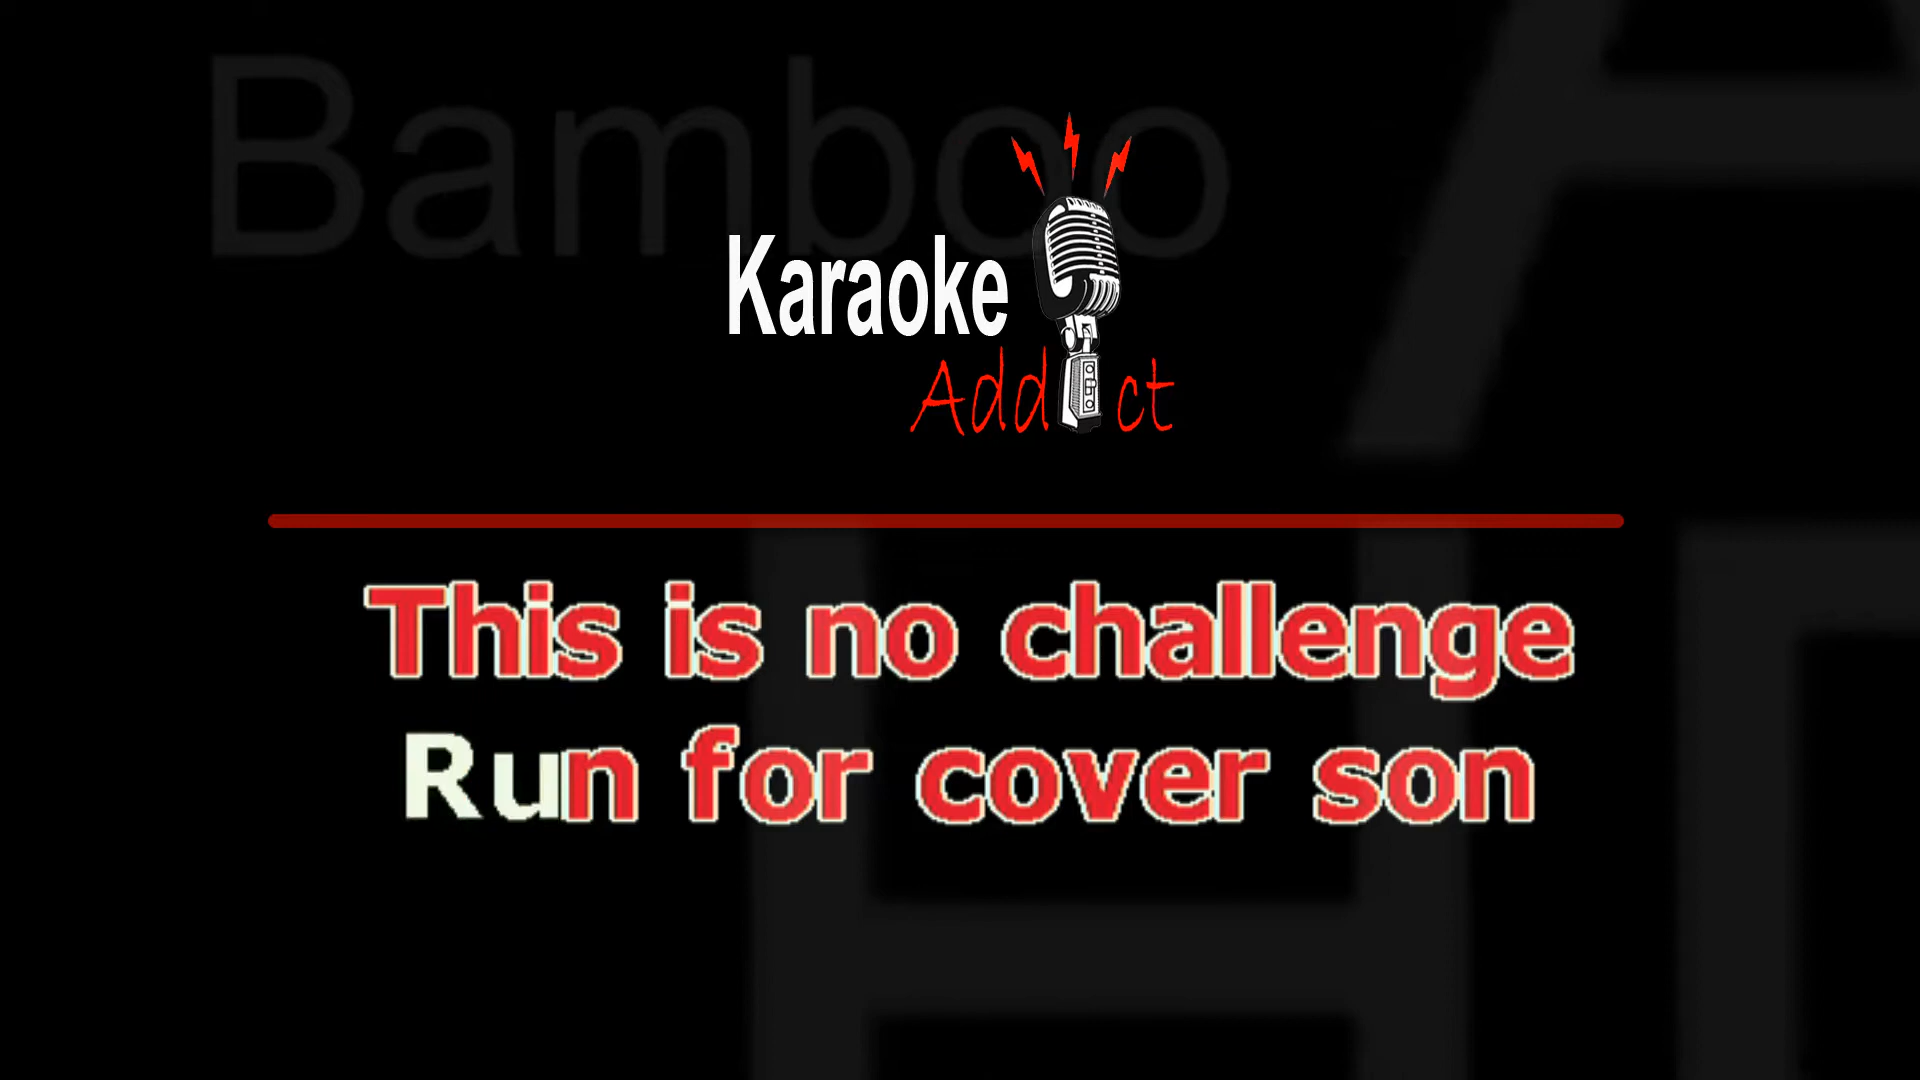 Bamboo
Karaoke
Addict
This is no challenge
Run for cover son